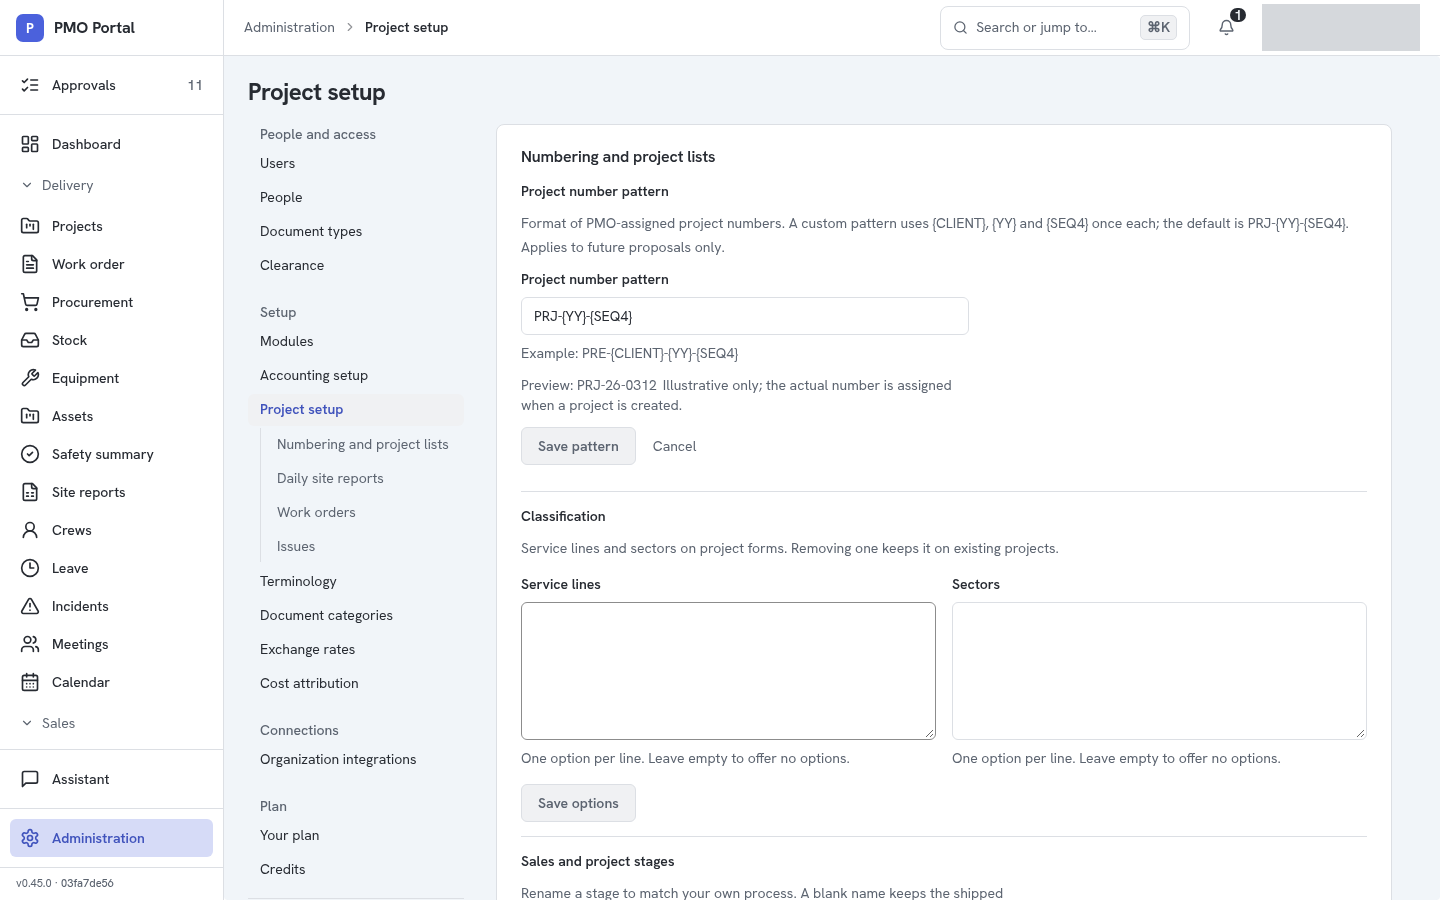 P PMO Portal
Administration > Project setup
Search or jump to...
⌘K
1
Approvals 11
Dashboard
Delivery
Projects
Work order
Procurement
Stock
Equipment
Assets
Safety summary
Site reports
Crews
Leave
Incidents
Meetings
Calendar
Sales
Assistant
Administration
v0.45.0 · 03fa7de56
Project setup
People and access
Users
People
Document types
Clearance
Setup
Modules
Accounting setup
Project setup
Numbering and project lists
Daily site reports
Work orders
Issues
Terminology
Document categories
Exchange rates
Cost attribution
Connections
Organization integrations
Plan
Your plan
Credits
Numbering and project lists
Project number pattern
Format of PMO-assigned project numbers. A custom pattern uses {CLIENT}, {YY} and {SEQ4} once each; the default is PRJ-{YY}-{SEQ4}.
Applies to future proposals only.
Project number pattern
PRJ-{YY}-{SEQ4}
Example: PRE-{CLIENT}-{YY}-{SEQ4}
Preview: PRJ-26-0312 Illustrative only; the actual number is assigned
when a project is created.
Save pattern Cancel
Classification
Service lines and sectors on project forms. Removing one keeps it on existing projects.
Service lines Sectors
One option per line. Leave empty to offer no options. One option per line. Leave empty to offer no options.
Save options
Sales and project stages
Rename a stage to match your own process. A blank name keeps the shipped